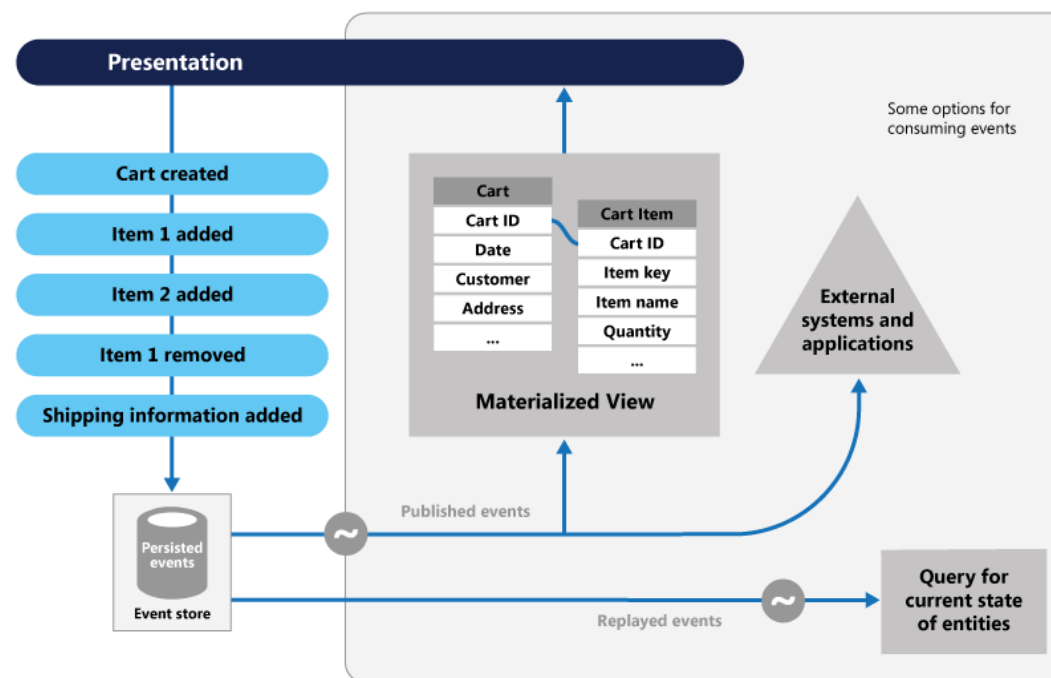 Presentation
Some options for
consuming events
Cart created
Item 1 added
Item 2 added
Item 1 removed
Shipping information added
Cart
Cart ID
Date
Customer
Address
...
Cart Item
Cart ID
Item key
Item name
Quantity
...
Materialized View
External
systems and
applications
Persisted
events
Event store
~
Published events
~
Replayed events
Query for
current state
of entities